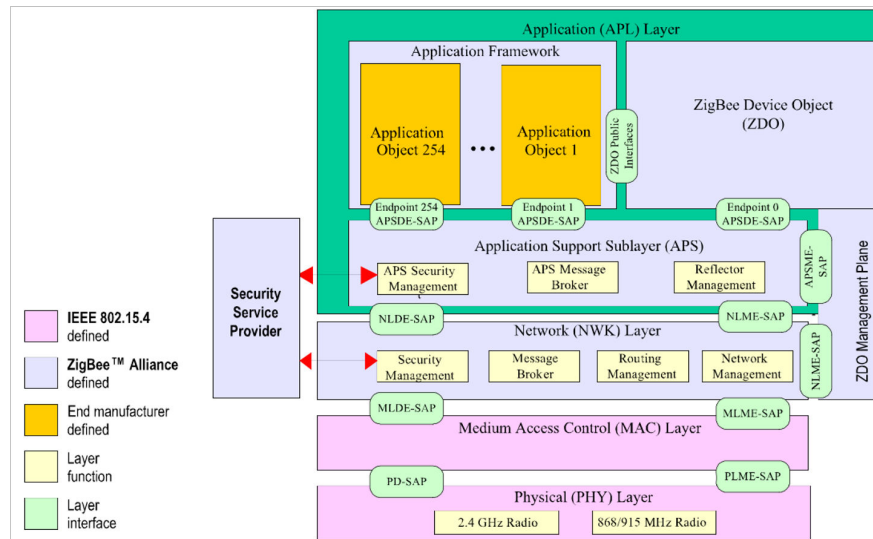 Application (APL) Layer
Application Framework
Application
Object 254
...
Application
Object 1
ZDO Public
Interfaces
ZigBee Device Object
(ZDO)
Endpoint 254
APSDE-SAP
Endpoint 1
APSDE-SAP
Endpoint 0
APSDE-SAP
Application Support Sublayer (APS)
APS Security
Management
APS Message
Broker
Reflector
Management
APSME-
SAP
Security
Service
Provider
NLDE-SAP
NLME-SAP
Network (NWK) Layer
Security
Management
Message
Broker
Routing
Management
Network
Management
NLME-SAP
ZDO Management Plane
MLDE-SAP
MLME-SAP
Medium Access Control (MAC) Layer
PD-SAP
PLME-SAP
Physical (PHY) Layer
2.4 GHz Radio
868/915 MHz Radio
IEEE 802.15.4
defined
ZigBee™ Alliance
defined
End manufacturer
defined
Layer
function
Layer
interface